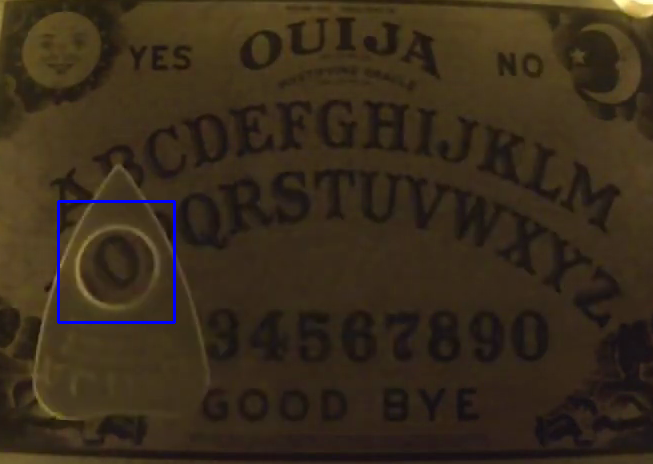 YES OUIJA NO
ABCDEFGHIJKLM
O QRSTUVWXYZ
34567890
GOOD BYE